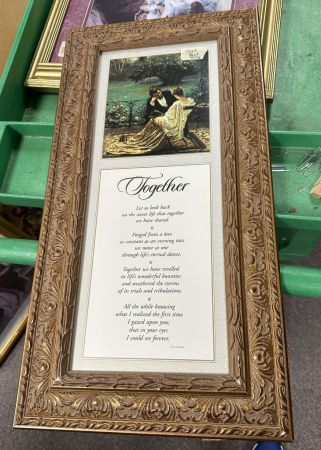 Together
Let us look back
on the sweet life that together
we have shared.
Forged from a love
as constant as an evening star,
we move as one
through life's eternal dance.
Together we have revelled
in life's wonderful bounties
and weathered the storms
of its trials and tribulations.
All the while knowing
what I realized the first time
I gazed upon you,
that in your eyes
I could see forever.